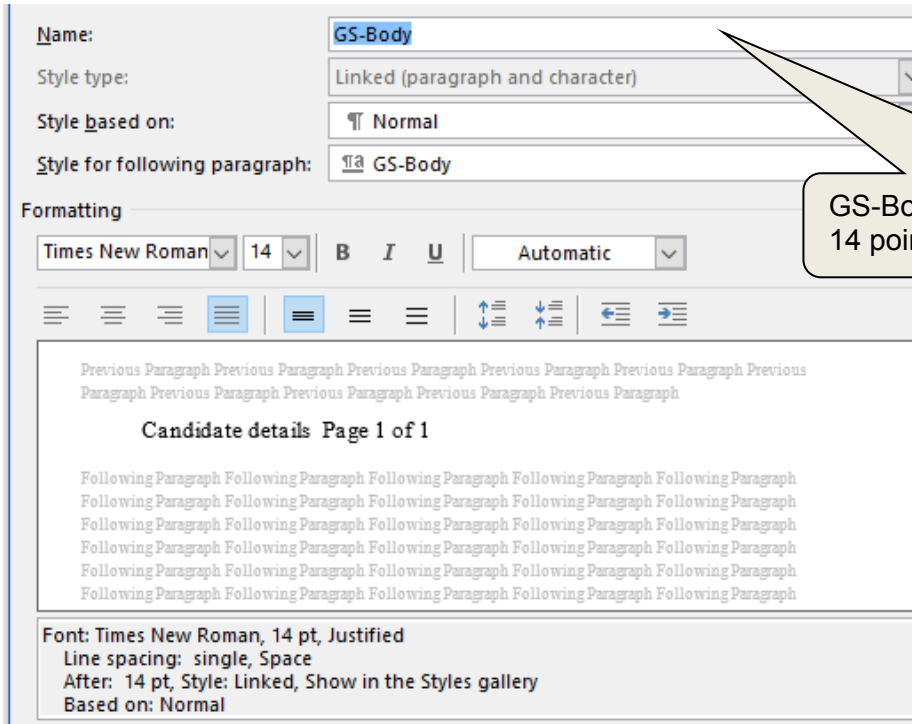 Name: GS-Body
Style type: Linked (paragraph and character)
Style based on: ¶ Normal
Style for following paragraph: ¶a GS-Body
Formatting
Times New Roman 14 B I U Automatic
14
Previous Paragraph Previous Paragraph Previous Paragraph Previous Paragraph Previous Paragraph Previous
Paragraph Previous Paragraph Previous Paragraph Previous Paragraph Previous Paragraph
Candidate details Page 1 of 1
Following Paragraph Following Paragraph Following Paragraph Following Paragraph Following Paragraph
Following Paragraph Following Paragraph Following Paragraph Following Paragraph Following Paragraph
Following Paragraph Following Paragraph Following Paragraph Following Paragraph Following Paragraph
Following Paragraph Following Paragraph Following Paragraph Following Paragraph Following Paragraph
Following Paragraph Following Paragraph Following Paragraph Following Paragraph Following Paragraph
Following Paragraph Following Paragraph Following Paragraph Following Paragraph Following Paragraph
Font: Times New Roman, 14 pt, Justified
Line spacing: single, Space
After: 14 pt, Style: Linked, Show in the Styles gallery
Based on: Normal